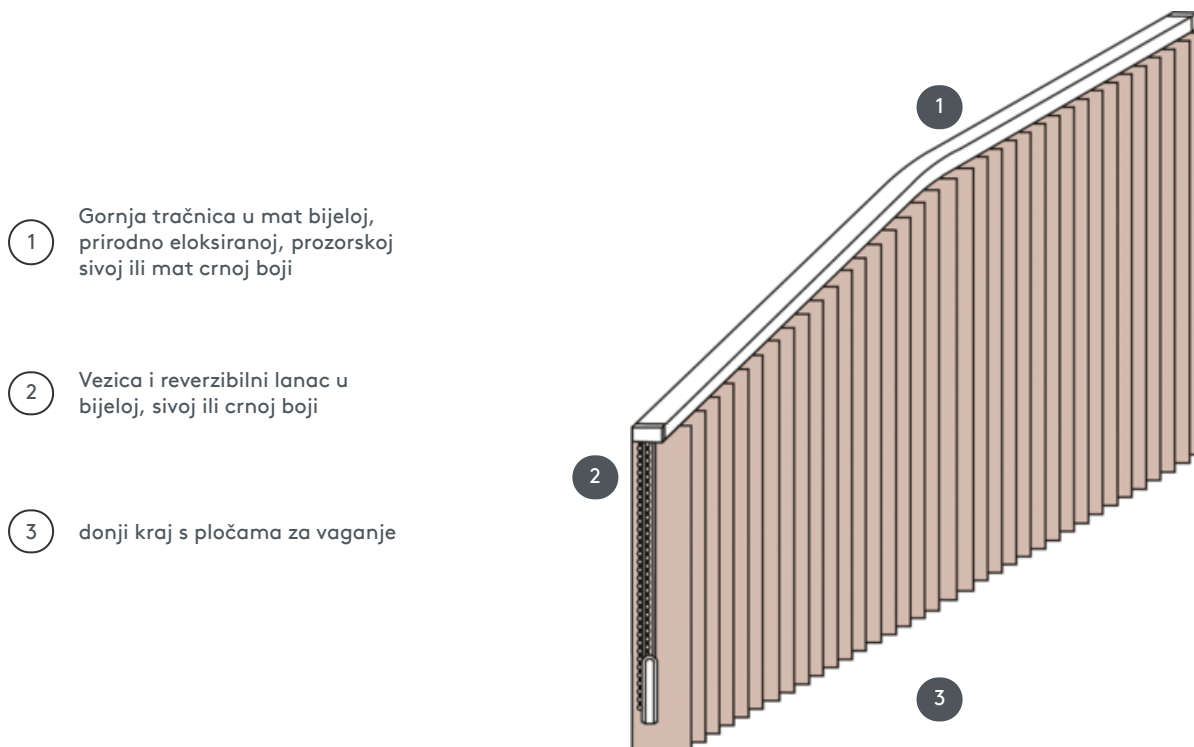 1
Gornja tračnica u mat bijeloj,
prirodno eloksiranoj, prozorskoj
sivoj ili mat crnoj boji
2
Vezica i reverzibilni lanac u
bijeloj, sivoj ili crnoj boji
3
donji kraj s pločama za vaganje
1
2
3